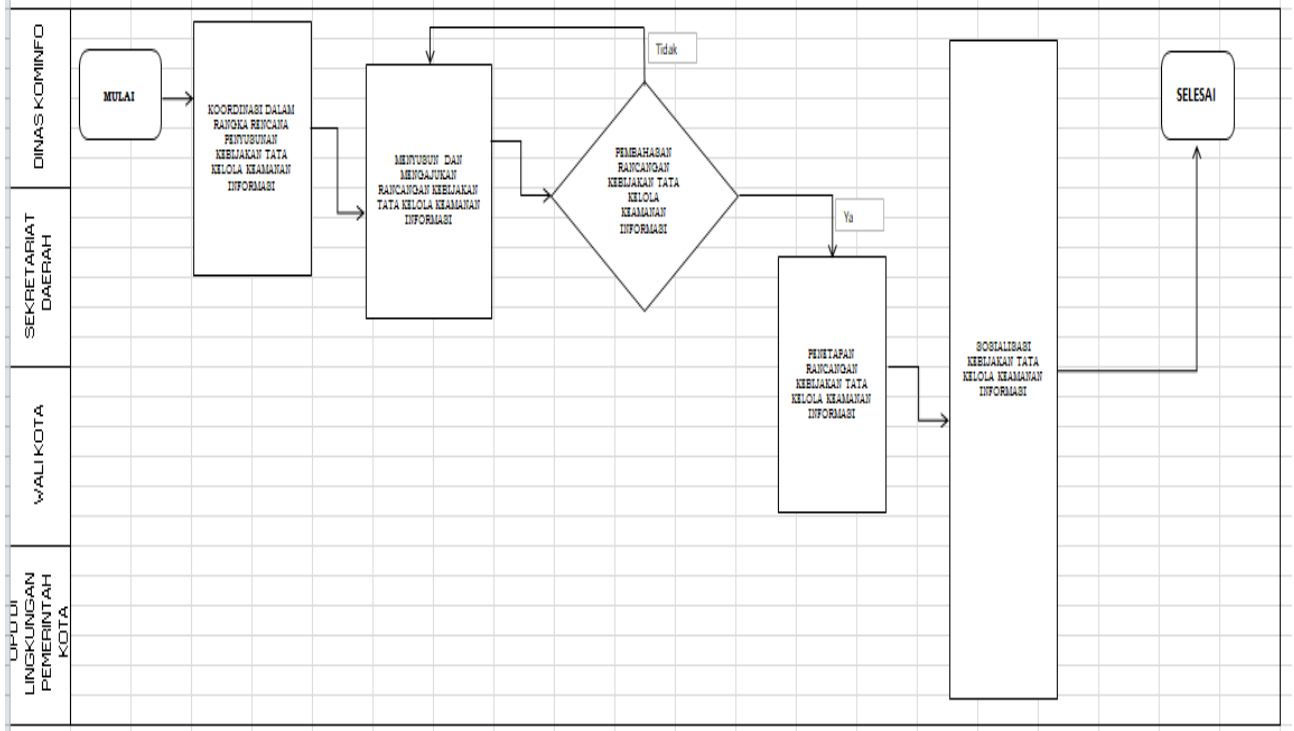 DINAS KOMINFO
SEKRETARIAT
DAERAH
WALI KOTA
OPD DI
LINGKUNGAN
PEMERINTAH
KOTA
MULAI
KOORDINASI DALAM
RANGKA RENCANA
PENYUSUNAN
KEBIJAKAN TATA
KELOLA KEAMANAN
INFORMASI
MENYUSUN DAN
MENGAJUKAN
RANCANGAN KEBIJAKAN
TATA KELOLA KEAMANAN
INFORMASI
Tidak
PEMBAHASAN
RANCANGAN
KEBIJAKAN TATA
KELOLA
KEAMANAN
INFORMASI
Ya
PENETAPAN
RANCANGAN
KEBIJAKAN TATA
KELOLA KEAMANAN
INFORMASI
SOSIALISASI
KEBIJAKAN TATA
KELOLA KEAMANAN
INFORMASI
SELESAI